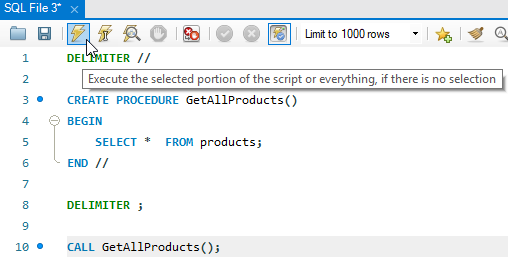 SQL File 3*
Limit to 1000 rows
1 DELIMITER //
2
Execute the selected portion of the script or everything, if there is no selection
3 CREATE PROCEDURE GetAllProducts()
4 BEGIN
5 SELECT *  FROM products;
6 END //
7
8 DELIMITER ;
9
10 CALL GetAllProducts();